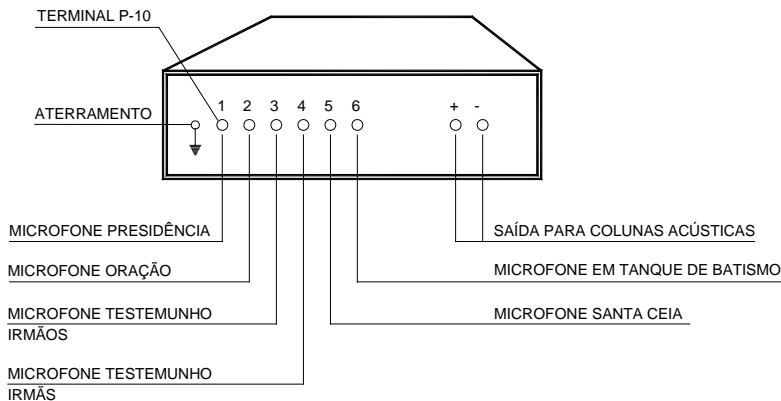 TERMINAL P-10
ATERRAMENTO
1 2 3 4 5 6 + -
MICROFONE PRESIDÊNCIA
SAÍDA PARA COLUNAS ACÚSTICAS
MICROFONE ORAÇÃO
MICROFONE EM TANQUE DE BATISMO
MICROFONE TESTEMUNHO
IRMÃOS
MICROFONE SANTA CEIA
MICROFONE TESTEMUNHO
IRMÃS